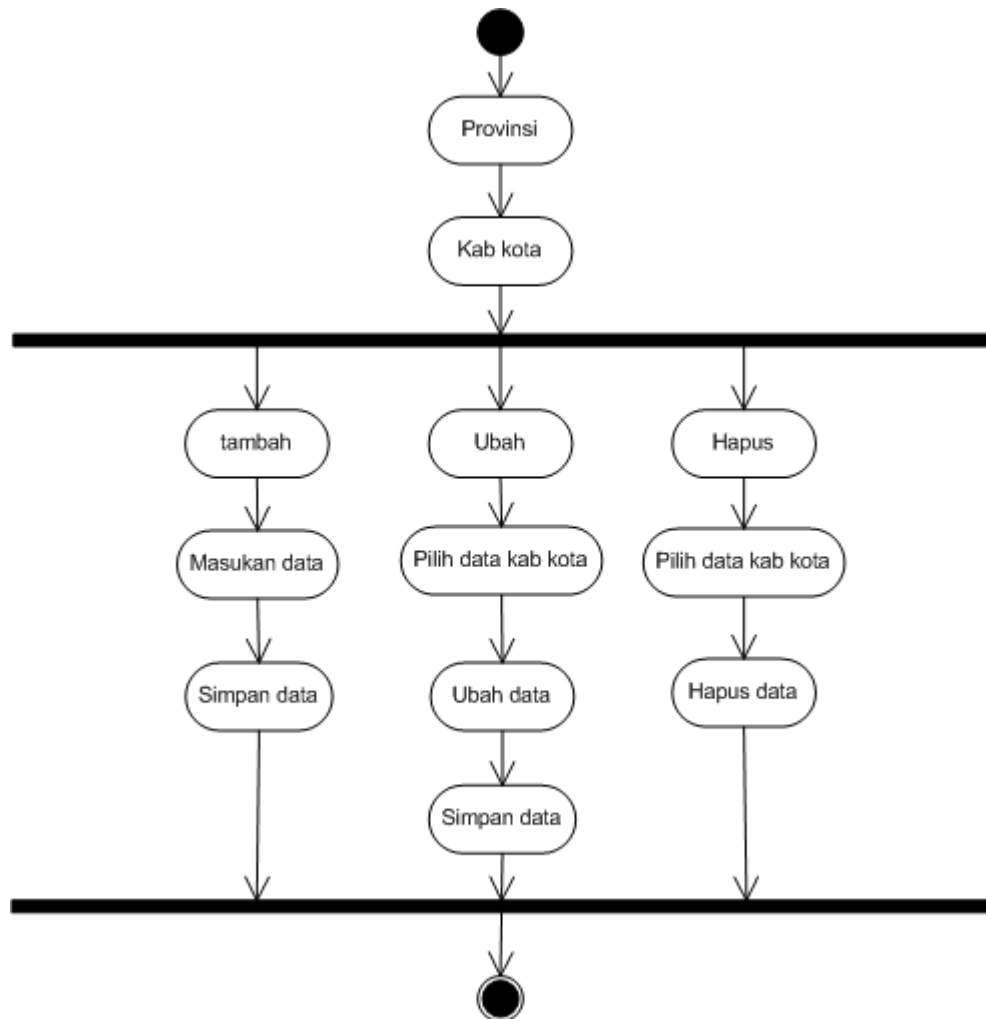 Provinsi
Kab kota
tambah
Ubah
Hapus
Masukan data
Pilih data kab kota
Pilih data kab kota
Simpan data
Ubah data
Hapus data
Simpan data